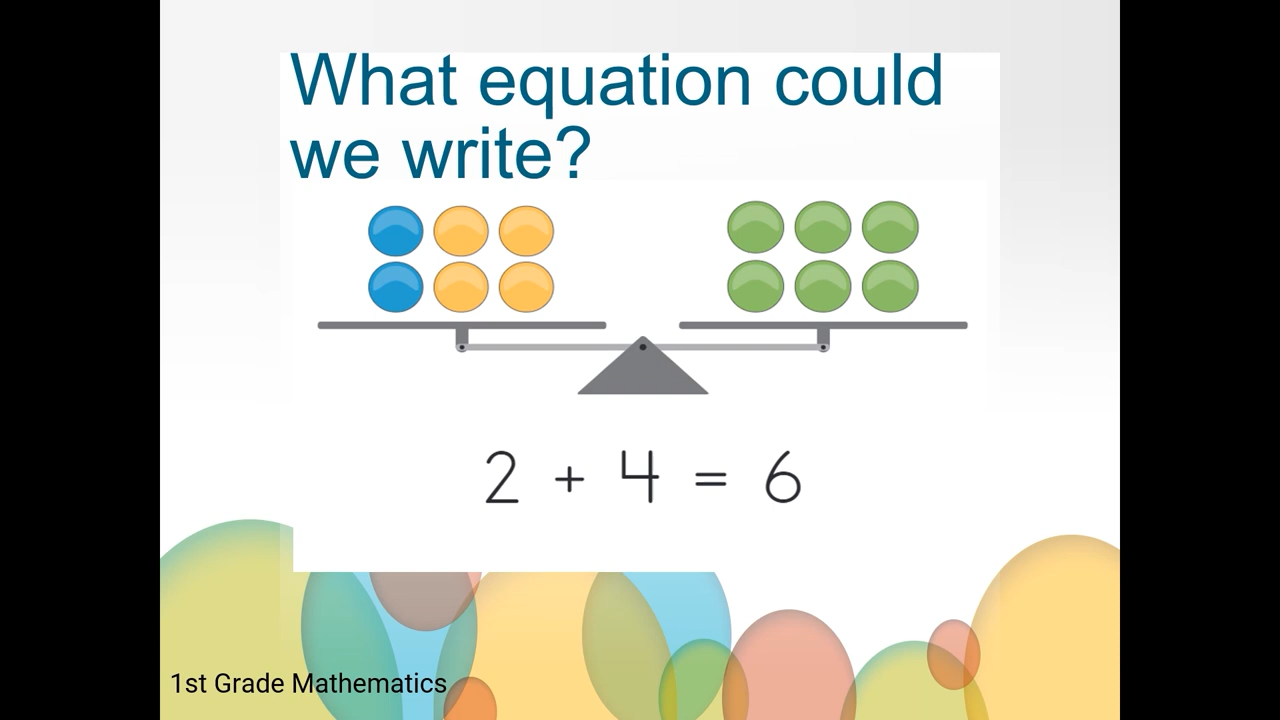 What equation could
we write?
2 + 4 = 6
1st Grade Mathematics